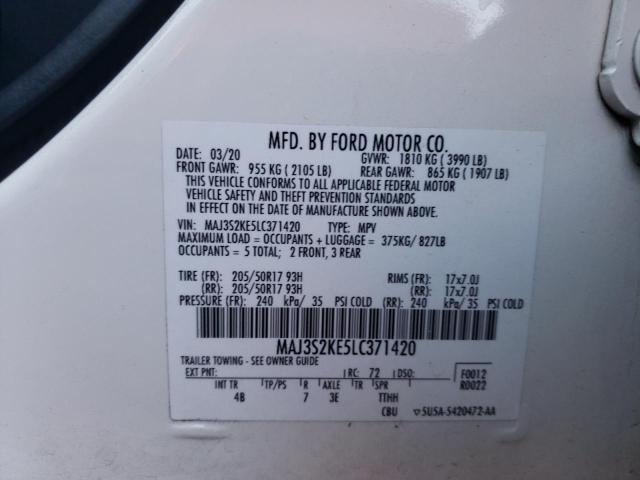 MFD. BY FORD MOTOR CO.
DATE: 03/20 GVWR: 1810 KG ( 3990 LB)
FRONT GAWR: 955 KG ( 2105 LB) REAR GAWR: 865 KG ( 1907 LB)
THIS VEHICLE CONFORMS TO ALL APPLICABLE FEDERAL MOTOR
VEHICLE SAFETY AND THEFT PREVENTION STANDARDS
IN EFFECT ON THE DATE OF MANUFACTURE SHOWN ABOVE.
VIN: MAJ3S2KE5LC371420 TYPE: MPV
MAXIMUM LOAD = OCCUPANTS + LUGGAGE = 375KG/ 827LB
OCCUPANTS = 5 TOTAL; 2 FRONT, 3 REAR
TIRE (FR): 205/50R17 93H RIMS (FR): 17x7.0J
(RR): 205/50R17 93H (RR): 17x7.0J
PRESSURE (FR): 240 kPa/ 35 PSI COLD (RR): 240 kPa/ 35 PSI COLD
MAJ3S2KE5LC371420
TRAILER TOWING - SEE OWNER GUIDE
EXT PNT: RC: 72 DSO: F0012
R0022
INT TR TP/PS R AXLE TR SPR
4B 7 3E TTHH
CBU ▽5U5A-5420472-AA